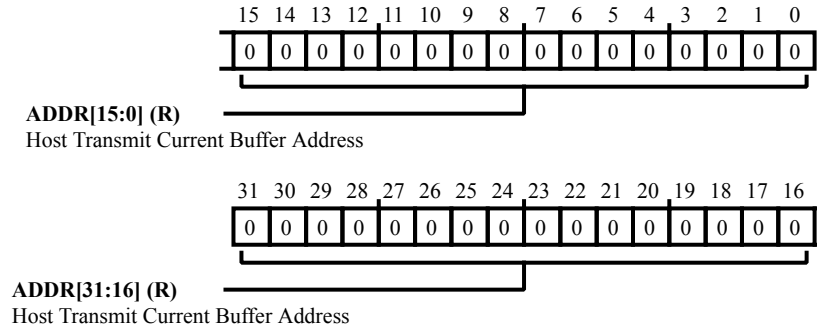 15 14 13 12 11 10 9 8 7 6 5 4 3 2 1 0
0 0 0 0 0 0 0 0 0 0 0 0 0 0 0 0
ADDR[15:0] (R)
Host Transmit Current Buffer Address
31 30 29 28 27 26 25 24 23 22 21 20 19 18 17 16
0 0 0 0 0 0 0 0 0 0 0 0 0 0 0 0
ADDR[31:16] (R)
Host Transmit Current Buffer Address